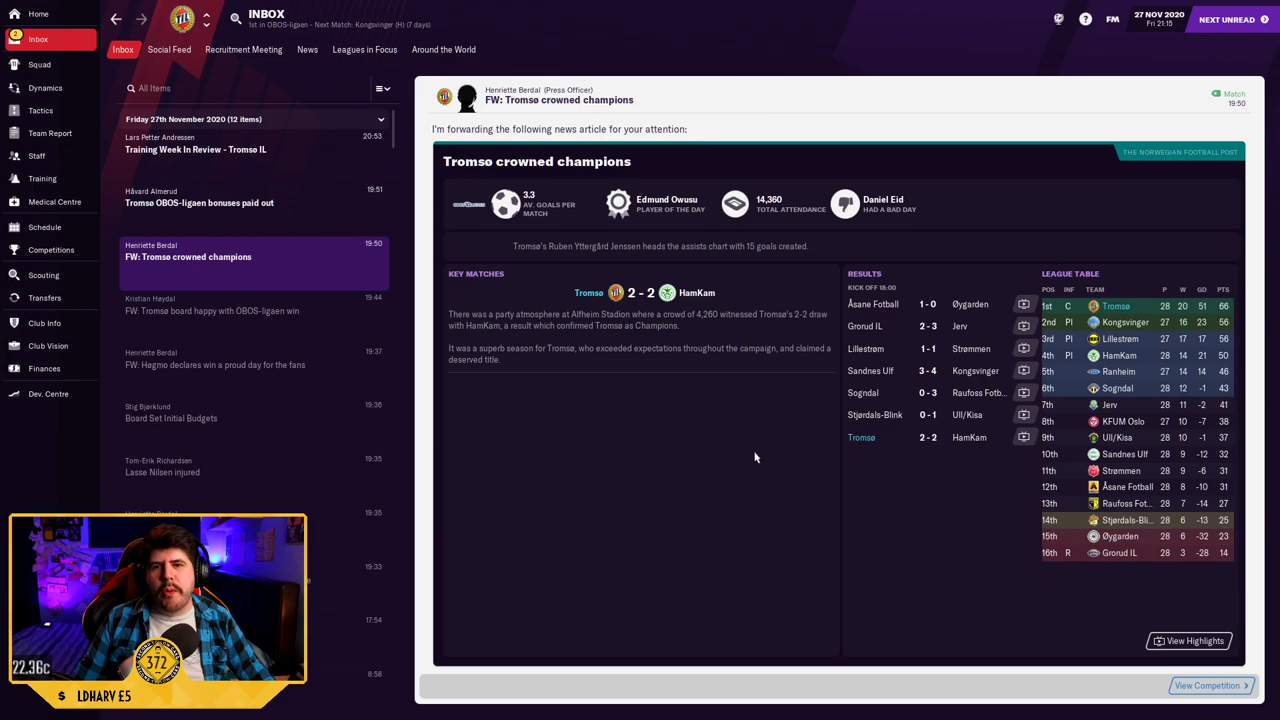 Home
INBOX
1st in OBOS-ligaen - Next Match: Kongsvinger (H) (7 days)
FM
27 NOV 2020
Fri 21:15
NEXT UNREAD
2
Inbox
Inbox
Social Feed
Recruitment Meeting
News
Leagues in Focus
Around the World
Squad
Dynamics
Tactics
Team Report
Staff
Training
Medical Centre
Schedule
Competitions
Scouting
Transfers
Club Info
Club Vision
Finances
Dev. Centre
All Items
Friday 27th November 2020 (12 items)
Lars Petter Andressen
20:53
Training Week In Review - Tromsø IL
Håvard Almerud
19:51
Tromsø OBOS-ligaen bonuses paid out
Henriette Berdal
19:50
FW: Tromsø crowned champions
Kristian Høydal
19:44
FW: Tromsø board happy with OBOS-ligaen win
Henriette Berdal
19:37
FW: Høgmo declares win a proud day for the fans
Stig Bjørklund
19:36
Board Set Initial Budgets
Tom-Erik Richardsen
19:35
Lasse Nilsen injured
19:35
19:33
17:54
8:58
Henriette Berdal (Press Officer)
FW: Tromsø crowned champions
Match
19:50
I'm forwarding the following news article for your attention:
THE NORWEGIAN FOOTBALL POST
Tromsø crowned champions
3.3
AV. GOALS PER
MATCH
Edmund Owusu
PLAYER OF THE DAY
14,360
TOTAL ATTENDANCE
Daniel Eid
HAD A BAD DAY
Tromsø's Ruben Yttergård Jenssen heads the assists chart with 15 goals created.
KEY MATCHES
Tromsø 2 - 2 HamKam
There was a party atmosphere at Alfheim Stadion where a crowd of 4,260 witnessed Tromsø's 2-2 draw
with HamKam, a result which confirmed Tromsø as Champions.
It was a superb season for Tromsø, who exceeded expectations throughout the campaign, and claimed a
deserved title.
RESULTS
KICK OFF 18:00
Åsane Fotball 1 - 0 Øygarden
Grorud IL 2 - 3 Jerv
Lillestrøm 1 - 1 Strømmen
Sandnes Ulf 3 - 4 Kongsvinger
Sogndal 0 - 3 Raufoss Fotb...
Stjørdals-Blink 0 - 1 Ull/Kisa
Tromsø 2 - 2 HamKam
LEAGUE TABLE
POS INF TEAM P W GD PTS
1st C Tromsø 28 20 51 66
2nd Pl Kongsvinger 27 16 23 56
3rd Pl Lillestrøm 27 17 17 56
4th Pl HamKam 28 14 21 50
5th Ranheim 27 14 14 46
6th Sogndal 28 12 -1 43
7th Jerv 28 11 -2 41
8th KFUM Oslo 27 10 -7 38
9th Ull/Kisa 28 10 -1 37
10th Sandnes Ulf 28 9 -12 32
11th Strømmen 28 9 -6 31
12th Åsane Fotball 28 8 -10 31
13th Raufoss Fot... 28 7 -14 27
14th Stjørdals-Bli... 28 6 -13 25
15th Øygarden 28 6 -32 23
16th R Grorud IL 28 3 -28 14
View Highlights
View Competition
22.36c
372
$ LDHARY £5